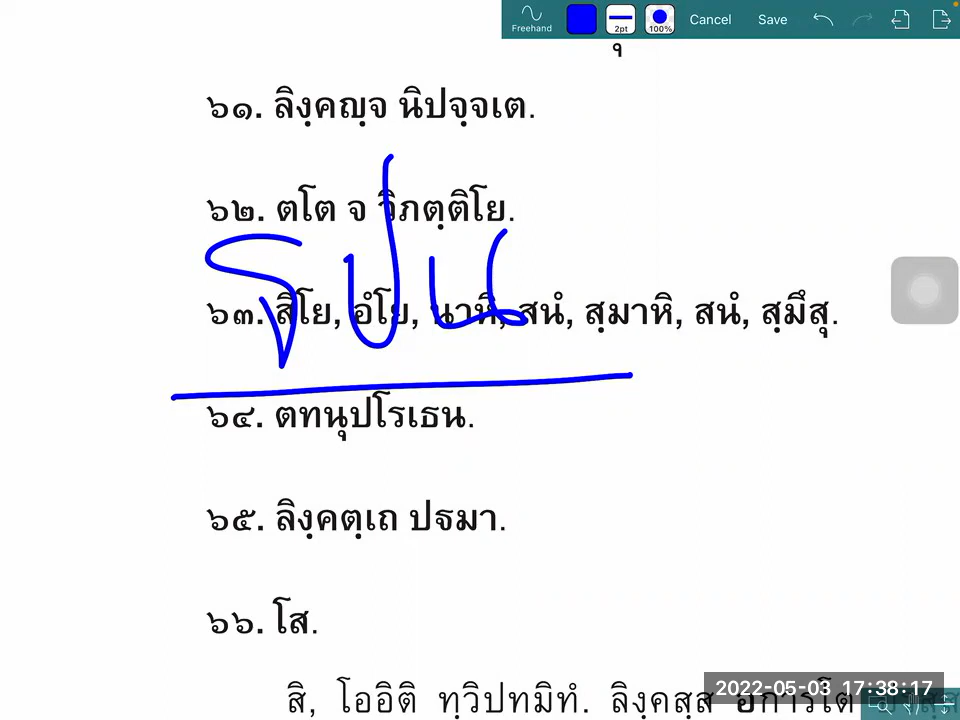 Freehand 2pt 100% Cancel Save
๖๑. ลิงฺคญฺจ นิปจฺจเต.
๖๒. ตโต จ วิภตฺติโย.
๖๓. สิโย, อํโย, นาหิ, สนํ, สฺมาหิ, สนํ, สฺมึสุ.
๖๔. ตทนุปโรเธน.
๖๕. ลิงฺคตฺเถ ปฐมา.
๖๖. โส.
สิ, โออิติ ทฺวิปทมิทํ. ลิงฺคสฺส อการโต
2022-05-03 17:38:17